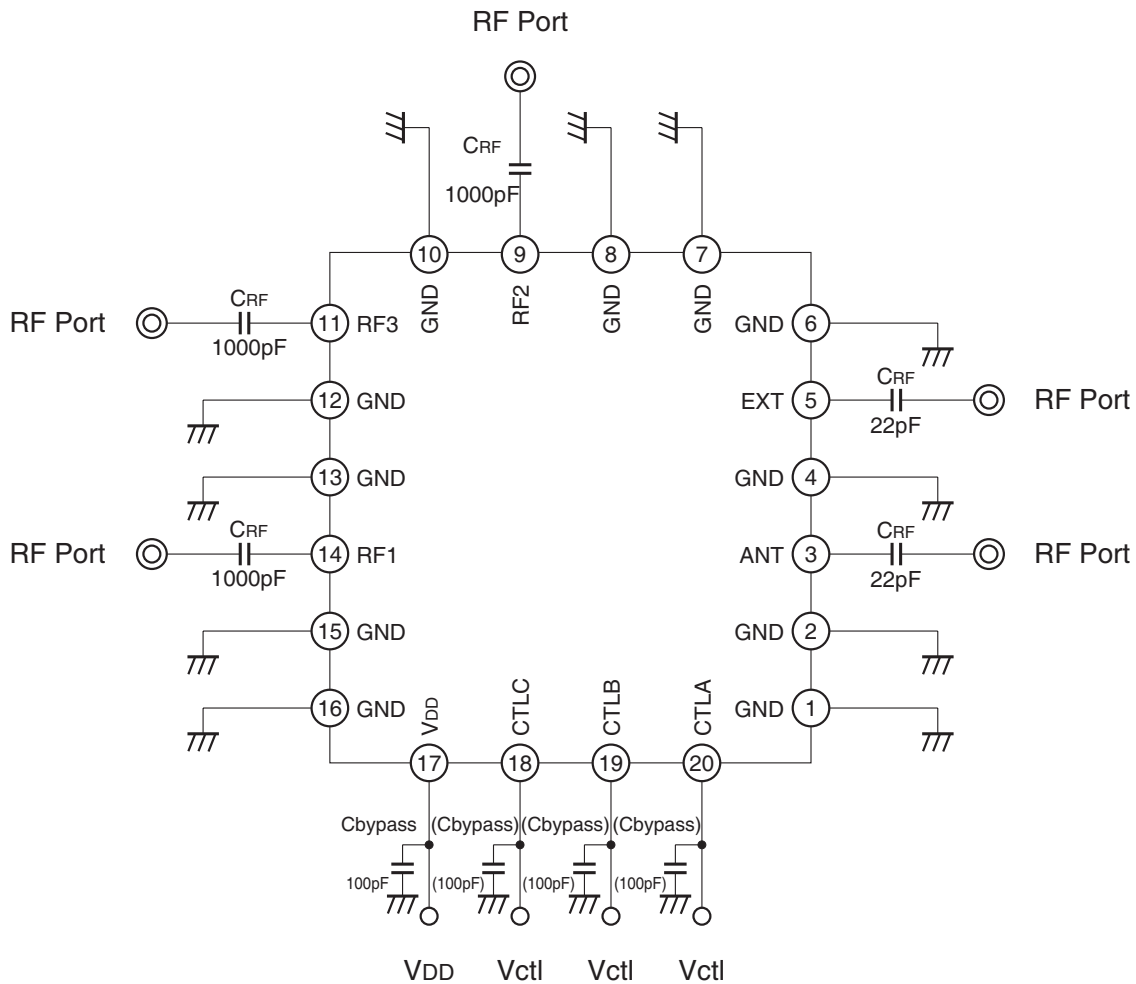 RF Port
CRF
1000pF
10
9
8
7
GND
RF2
GND
GND
RF Port
CRF
1000pF
11
RF3
GND
6
12
GND
EXT
5
CRF
22pF
RF Port
13
GND
GND
4
RF Port
CRF
1000pF
14
RF1
ANT
3
CRF
22pF
RF Port
15
GND
GND
2
16
GND
GND
1
VDD
CTLC
CTLB
CTLA
17
18
19
20
Cbypass
(Cbypass)
(Cbypass)
(Cbypass)
100pF
(100pF)
(100pF)
(100pF)
VDD
Vctl
Vctl
Vctl